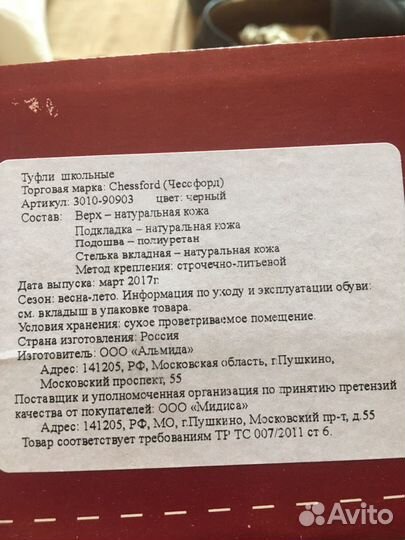 Туфли школьные
Торговая марка: Chessford (Чессфорд)
Артикул: 3010-90903 цвет: черный
Состав: Верх – натуральная кожа
Подкладка – натуральная кожа
Подошва – полиуретан
Стелька вкладная – натуральная кожа
Метод крепления: строчечно-литьевой
Дата выпуска: март 2017г.
Сезон: весна-лето. Информация по уходу и эксплуатации обуви:
см. вкладыш в упаковке товара.
Условия хранения: сухое проветриваемое помещение.
Страна изготовления: Россия
Изготовитель: ООО «Альмида»
Адрес: 141205, РФ, Московская область, г.Пушкино,
Московский проспект, 55
Поставщик и уполномоченная организация по принятию претензий
качества от покупателей: ООО «Мидиса»
Адрес: 141205, РФ, МО, г.Пушкино, Московский пр-т, д.55
Товар соответствует требованиям ТР ТС 007/2011 ст 6.
Avito